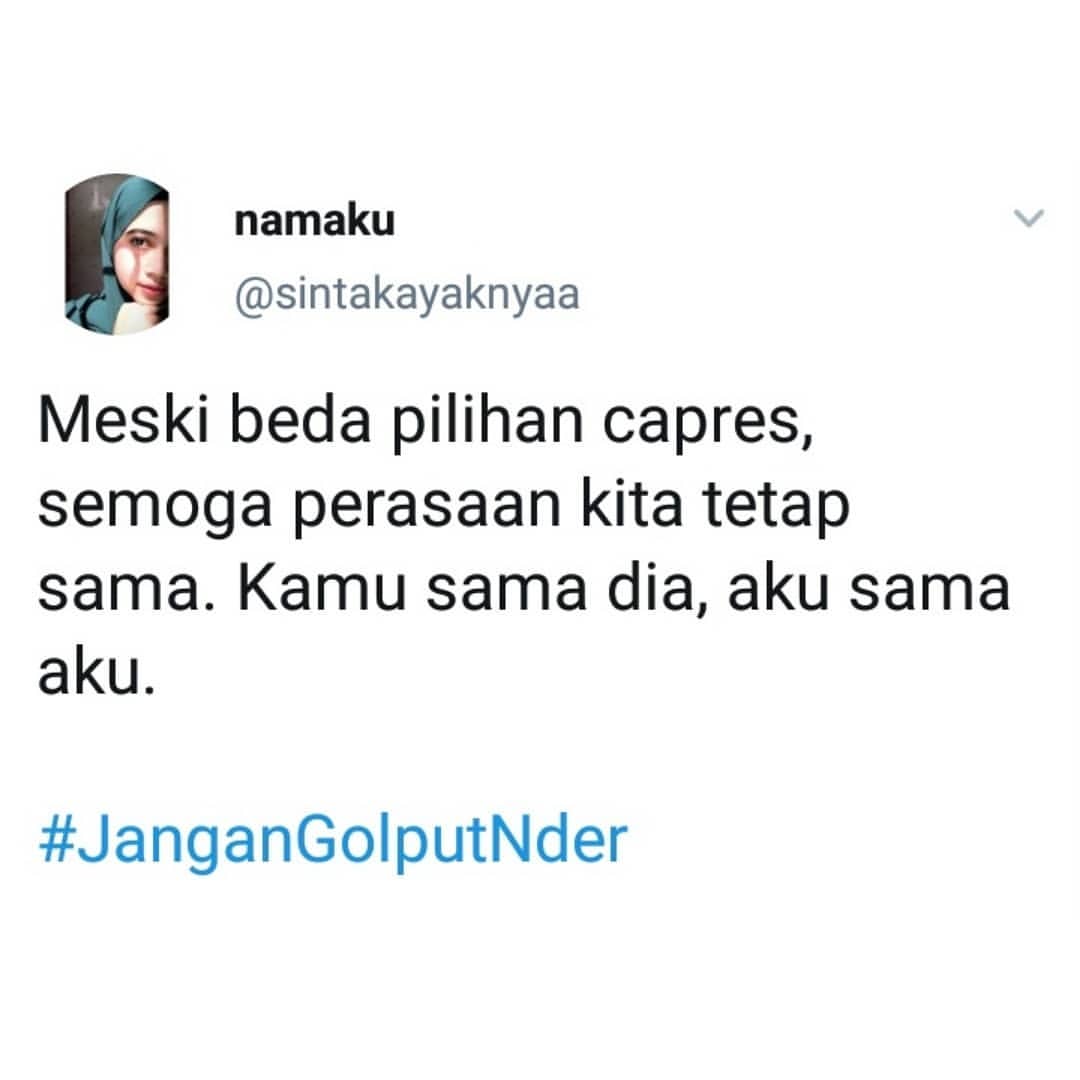 namaku
@sintakayaknyaa
Meski beda pilihan capres,
semoga perasaan kita tetap
sama. Kamu sama dia, aku sama
aku.
#JanganGolputNder